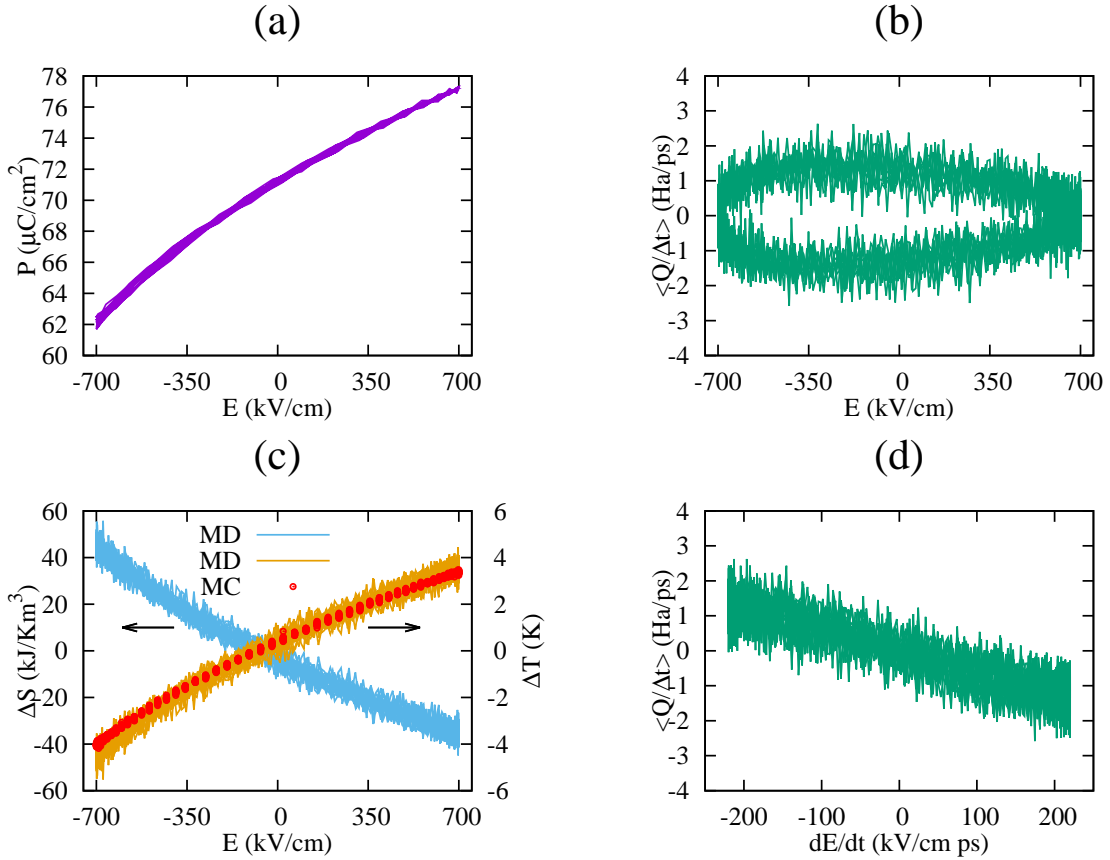 (a)
78
76
74
72
70
68
66
64
62
60
P (μC/cm²)
-700 -350 0 350 700
E (kV/cm)
(b)
4
3
2
1
0
-1
-2
-3
-4
<Q/Δt> (Ha/ps)
-700 -350 0 350 700
E (kV/cm)
(c)
60
40
20
0
-20
-40
-60
ΔS (kJ/Km³)
MD
MD
MC
6
4
2
0
-2
-4
-6
ΔT (K)
-700 -350 0 350 700
E (kV/cm)
(d)
4
3
2
1
0
-1
-2
-3
-4
<Q/Δt> (Ha/ps)
-200 -100 0 100 200
dE/dt (kV/cm ps)